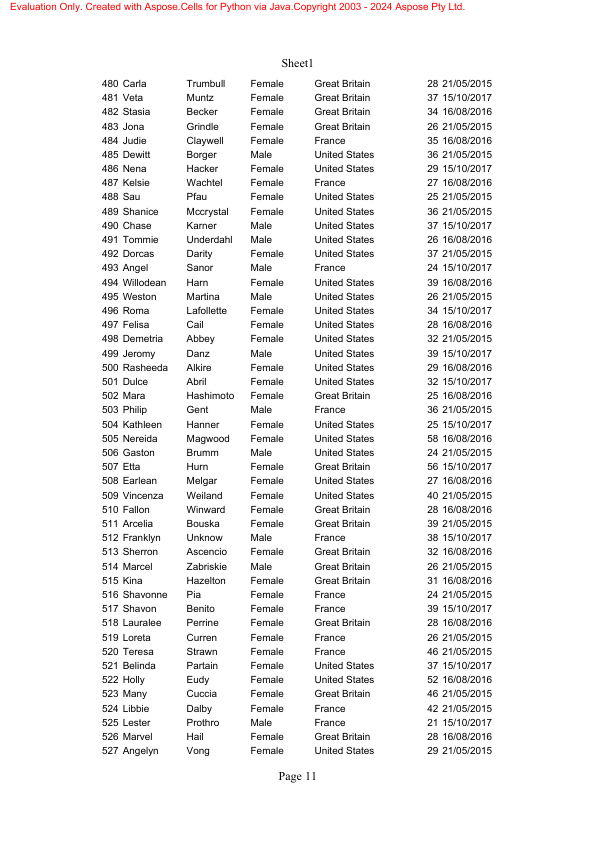 Evaluation Only. Created with Aspose.Cells for Python via Java.Copyright 2003 - 2024 Aspose Pty Ltd.
Sheet1
480 Carla Trumbull Female Great Britain 28 21/05/2015
481 Veta Muntz Female Great Britain 37 15/10/2017
482 Stasia Becker Female Great Britain 34 16/08/2016
483 Jona Grindle Female Great Britain 26 21/05/2015
484 Judie Claywell Female France 35 16/08/2016
485 Dewitt Borger Male United States 36 21/05/2015
486 Nena Hacker Female United States 29 15/10/2017
487 Kelsie Wachtel Female France 27 16/08/2016
488 Sau Pfau Female United States 25 21/05/2015
489 Shanice Mccrystal Female United States 36 21/05/2015
490 Chase Karner Male United States 37 15/10/2017
491 Tommie Underdahl Male United States 26 16/08/2016
492 Dorcas Darity Female United States 37 21/05/2015
493 Angel Sanor Male France 24 15/10/2017
494 Willodean Harn Female United States 39 16/08/2016
495 Weston Martina Male United States 26 21/05/2015
496 Roma Lafollette Female United States 34 15/10/2017
497 Felisa Cail Female United States 28 16/08/2016
498 Demetria Abbey Female United States 32 21/05/2015
499 Jeromy Danz Male United States 39 15/10/2017
500 Rasheeda Alkire Female United States 29 16/08/2016
501 Dulce Abril Female United States 32 15/10/2017
502 Mara Hashimoto Female Great Britain 25 16/08/2016
503 Philip Gent Male France 36 21/05/2015
504 Kathleen Hanner Female United States 25 15/10/2017
505 Nereida Magwood Female United States 58 16/08/2016
506 Gaston Brumm Male United States 24 21/05/2015
507 Etta Hurn Female Great Britain 56 15/10/2017
508 Earlean Melgar Female United States 27 16/08/2016
509 Vincenza Weiland Female United States 40 21/05/2015
510 Fallon Winward Female Great Britain 28 16/08/2016
511 Arcelia Bouska Female Great Britain 39 21/05/2015
512 Franklyn Unknow Male France 38 15/10/2017
513 Sherron Ascencio Female Great Britain 32 16/08/2016
514 Marcel Zabriskie Male Great Britain 26 21/05/2015
515 Kina Hazelton Female Great Britain 31 16/08/2016
516 Shavonne Pia Female France 24 21/05/2015
517 Shavon Benito Female France 39 15/10/2017
518 Lauralee Perrine Female Great Britain 28 16/08/2016
519 Loreta Curren Female France 26 21/05/2015
520 Teresa Strawn Female France 46 21/05/2015
521 Belinda Partain Female United States 37 15/10/2017
522 Holly Eudy Female United States 52 16/08/2016
523 Many Cuccia Female Great Britain 46 21/05/2015
524 Libbie Dalby Female France 42 21/05/2015
525 Lester Prothro Male France 21 15/10/2017
526 Marvel Hail Female Great Britain 28 16/08/2016
527 Angelyn Vong Female United States 29 21/05/2015
Page 11